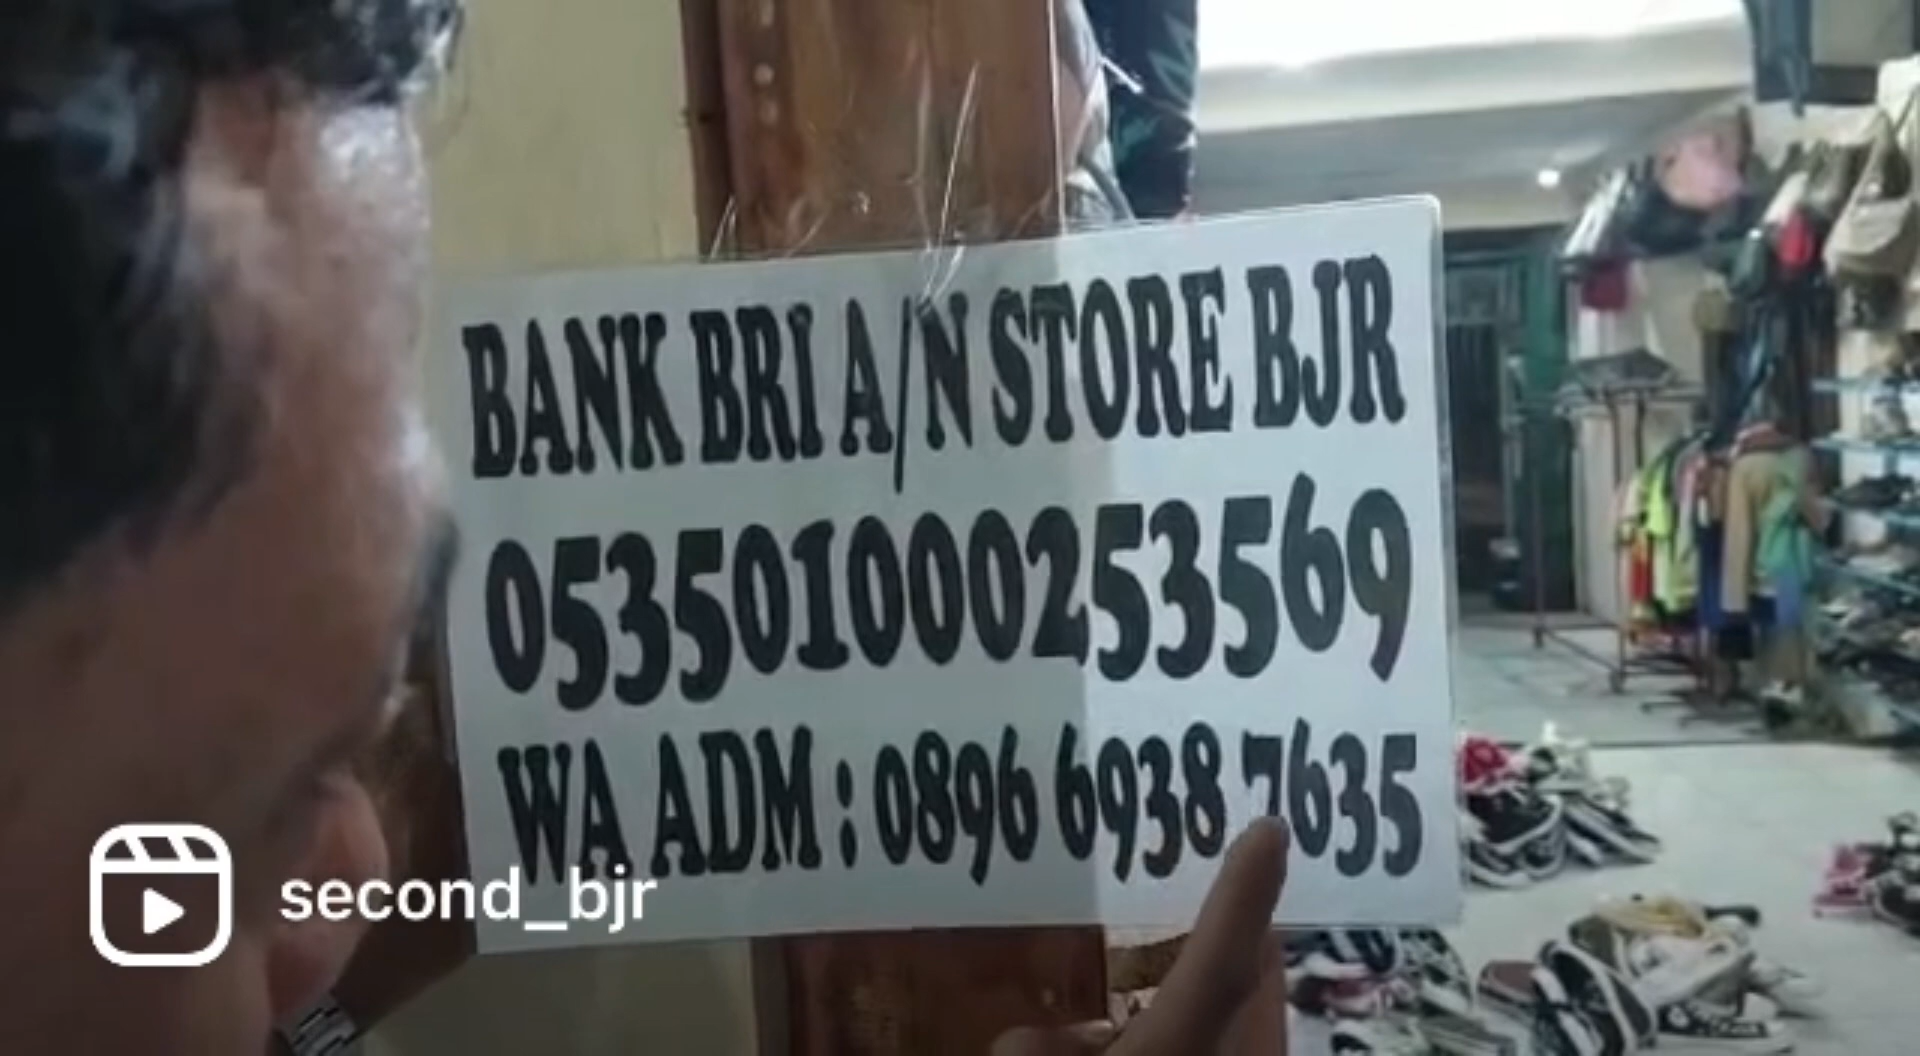 BANK BRI A/N STORE BJR
053501000253569
WA ADM : 0896 6938 7635
second_bjr